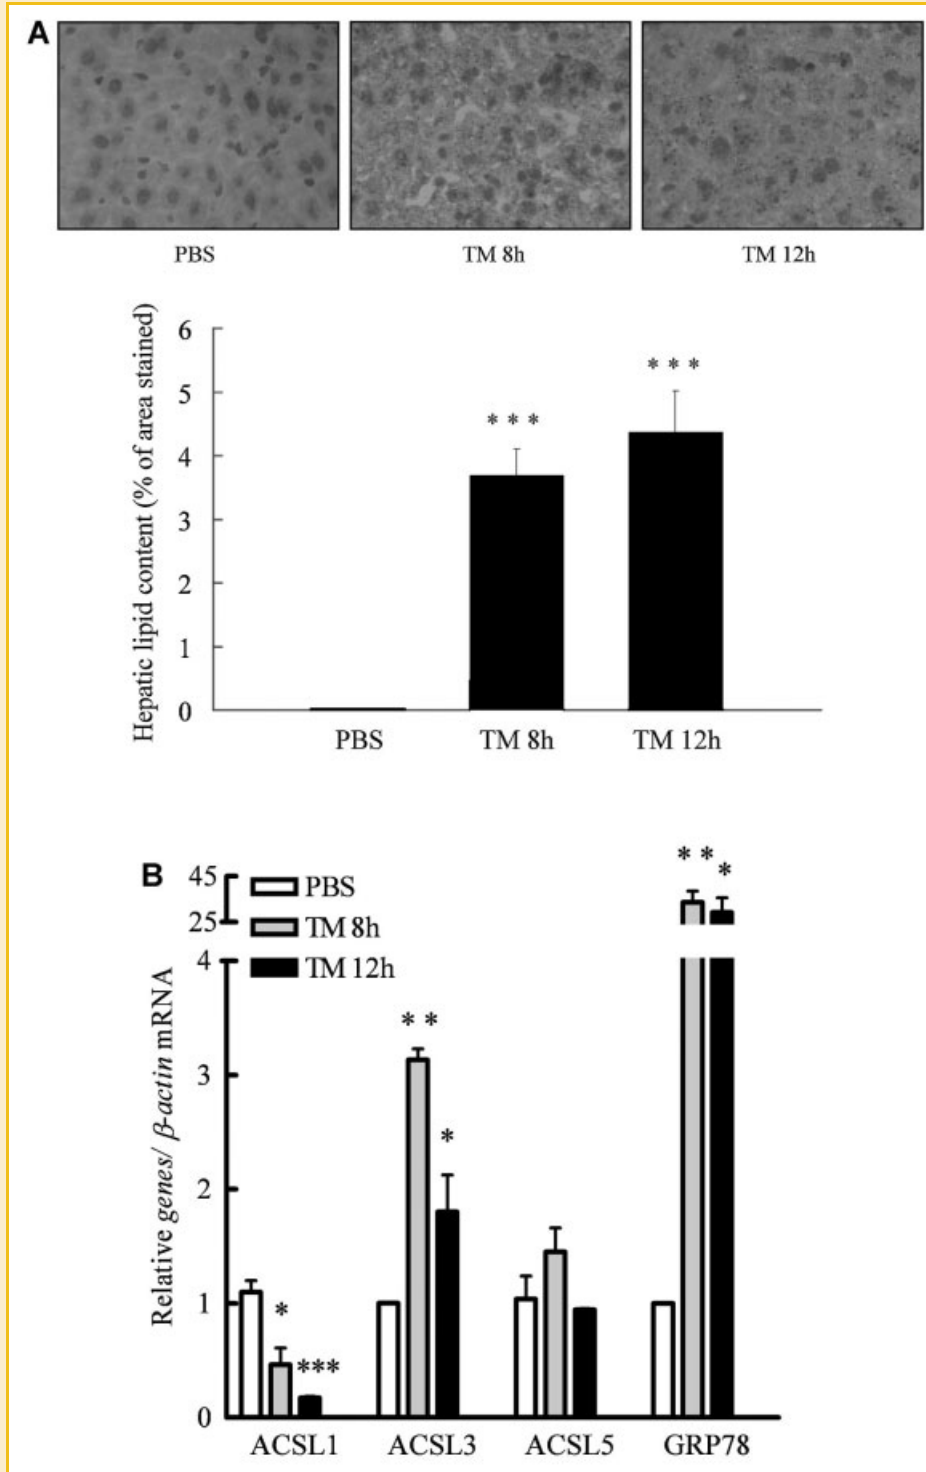 A
PBS TM 8h TM 12h
Hepatic lipid content (% of area stained)
6
5
4
3
2
1
0
* * *
* * *
PBS TM 8h TM 12h
B
45
25
4
3
2
1
0
PBS
TM 8h
TM 12h
Relative genes/ β-actin mRNA
*
***
* *
*
* *
*
ACSL1 ACSL3 ACSL5 GRP78